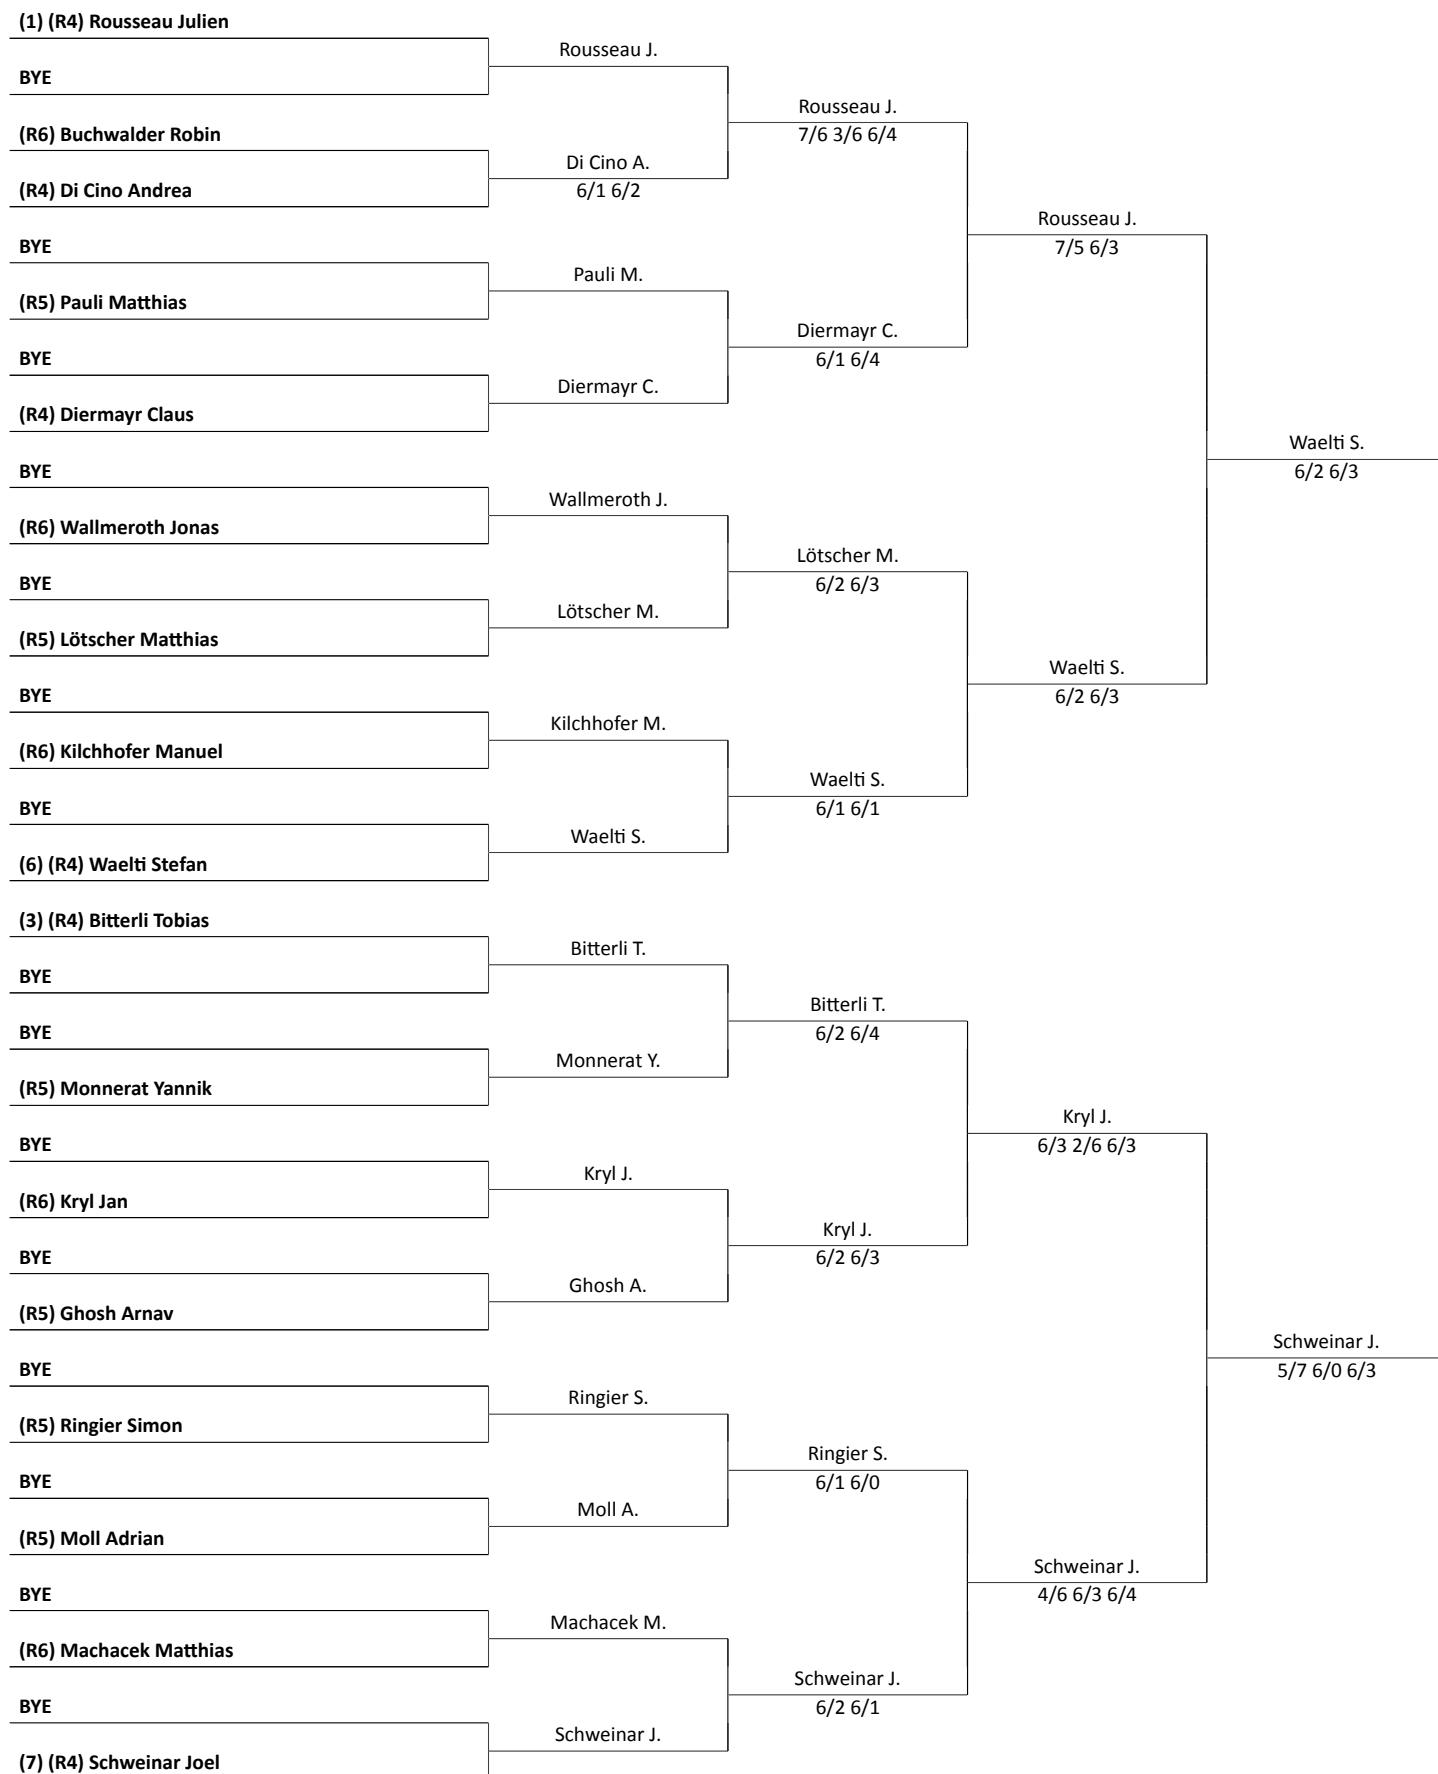 (1) (R4) Rousseau Julien
Rousseau J.
BYE
Rousseau J.
7/6 3/6 6/4
(R6) Buchwalder Robin
Di Cino A.
6/1 6/2
(R4) Di Cino Andrea
Rousseau J.
7/5 6/3
BYE
Pauli M.
(R5) Pauli Matthias
Diermayr C.
6/1 6/4
BYE
Diermayr C.
(R4) Diermayr Claus
Waelti S.
6/2 6/3
BYE
Wallmeroth J.
(R6) Wallmeroth Jonas
Lötscher M.
6/2 6/3
BYE
Lötscher M.
(R5) Lötscher Matthias
Waelti S.
6/2 6/3
BYE
Kilchhofer M.
(R6) Kilchhofer Manuel
Waelti S.
6/1 6/1
BYE
Waelti S.
(6) (R4) Waelti Stefan
(3) (R4) Bitterli Tobias
Bitterli T.
BYE
Bitterli T.
6/2 6/4
BYE
Monnerat Y.
(R5) Monnerat Yannik
Kryl J.
6/3 2/6 6/3
BYE
Kryl J.
(R6) Kryl Jan
Kryl J.
6/2 6/3
BYE
Ghosh A.
(R5) Ghosh Arnav
Schweinar J.
5/7 6/0 6/3
BYE
Ringier S.
(R5) Ringier Simon
Ringier S.
6/1 6/0
BYE
Moll A.
(R5) Moll Adrian
Schweinar J.
4/6 6/3 6/4
BYE
Machacek M.
(R6) Machacek Matthias
Schweinar J.
6/2 6/1
BYE
Schweinar J.
(7) (R4) Schweinar Joel